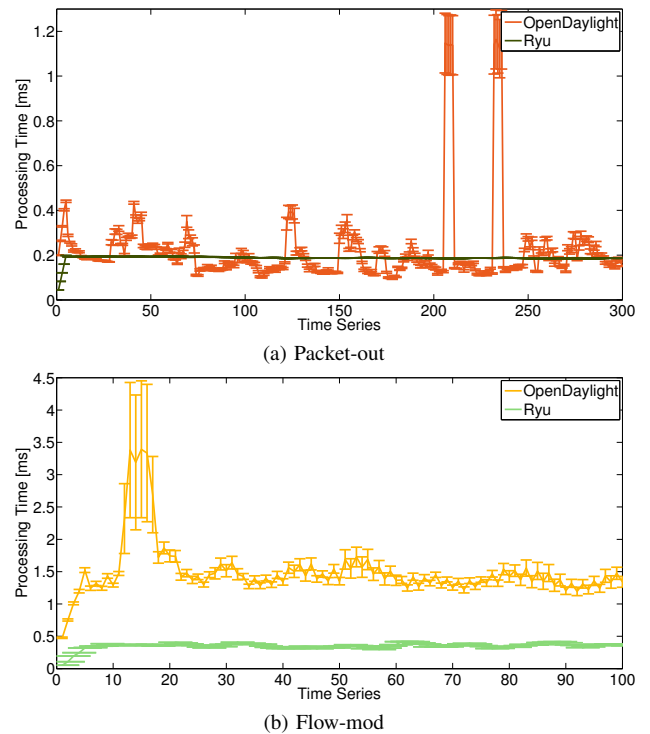 OpenDaylight
Ryu
Processing Time [ms]
1.2
1
0.8
0.6
0.4
0.2
0
0 50 100 150 200 250 300
Time Series
(a) Packet-out
OpenDaylight
Ryu
Processing Time [ms]
4.5
4
3.5
3
2.5
2
1.5
1
0.5
0
0 10 20 30 40 50 60 70 80 90 100
Time Series
(b) Flow-mod